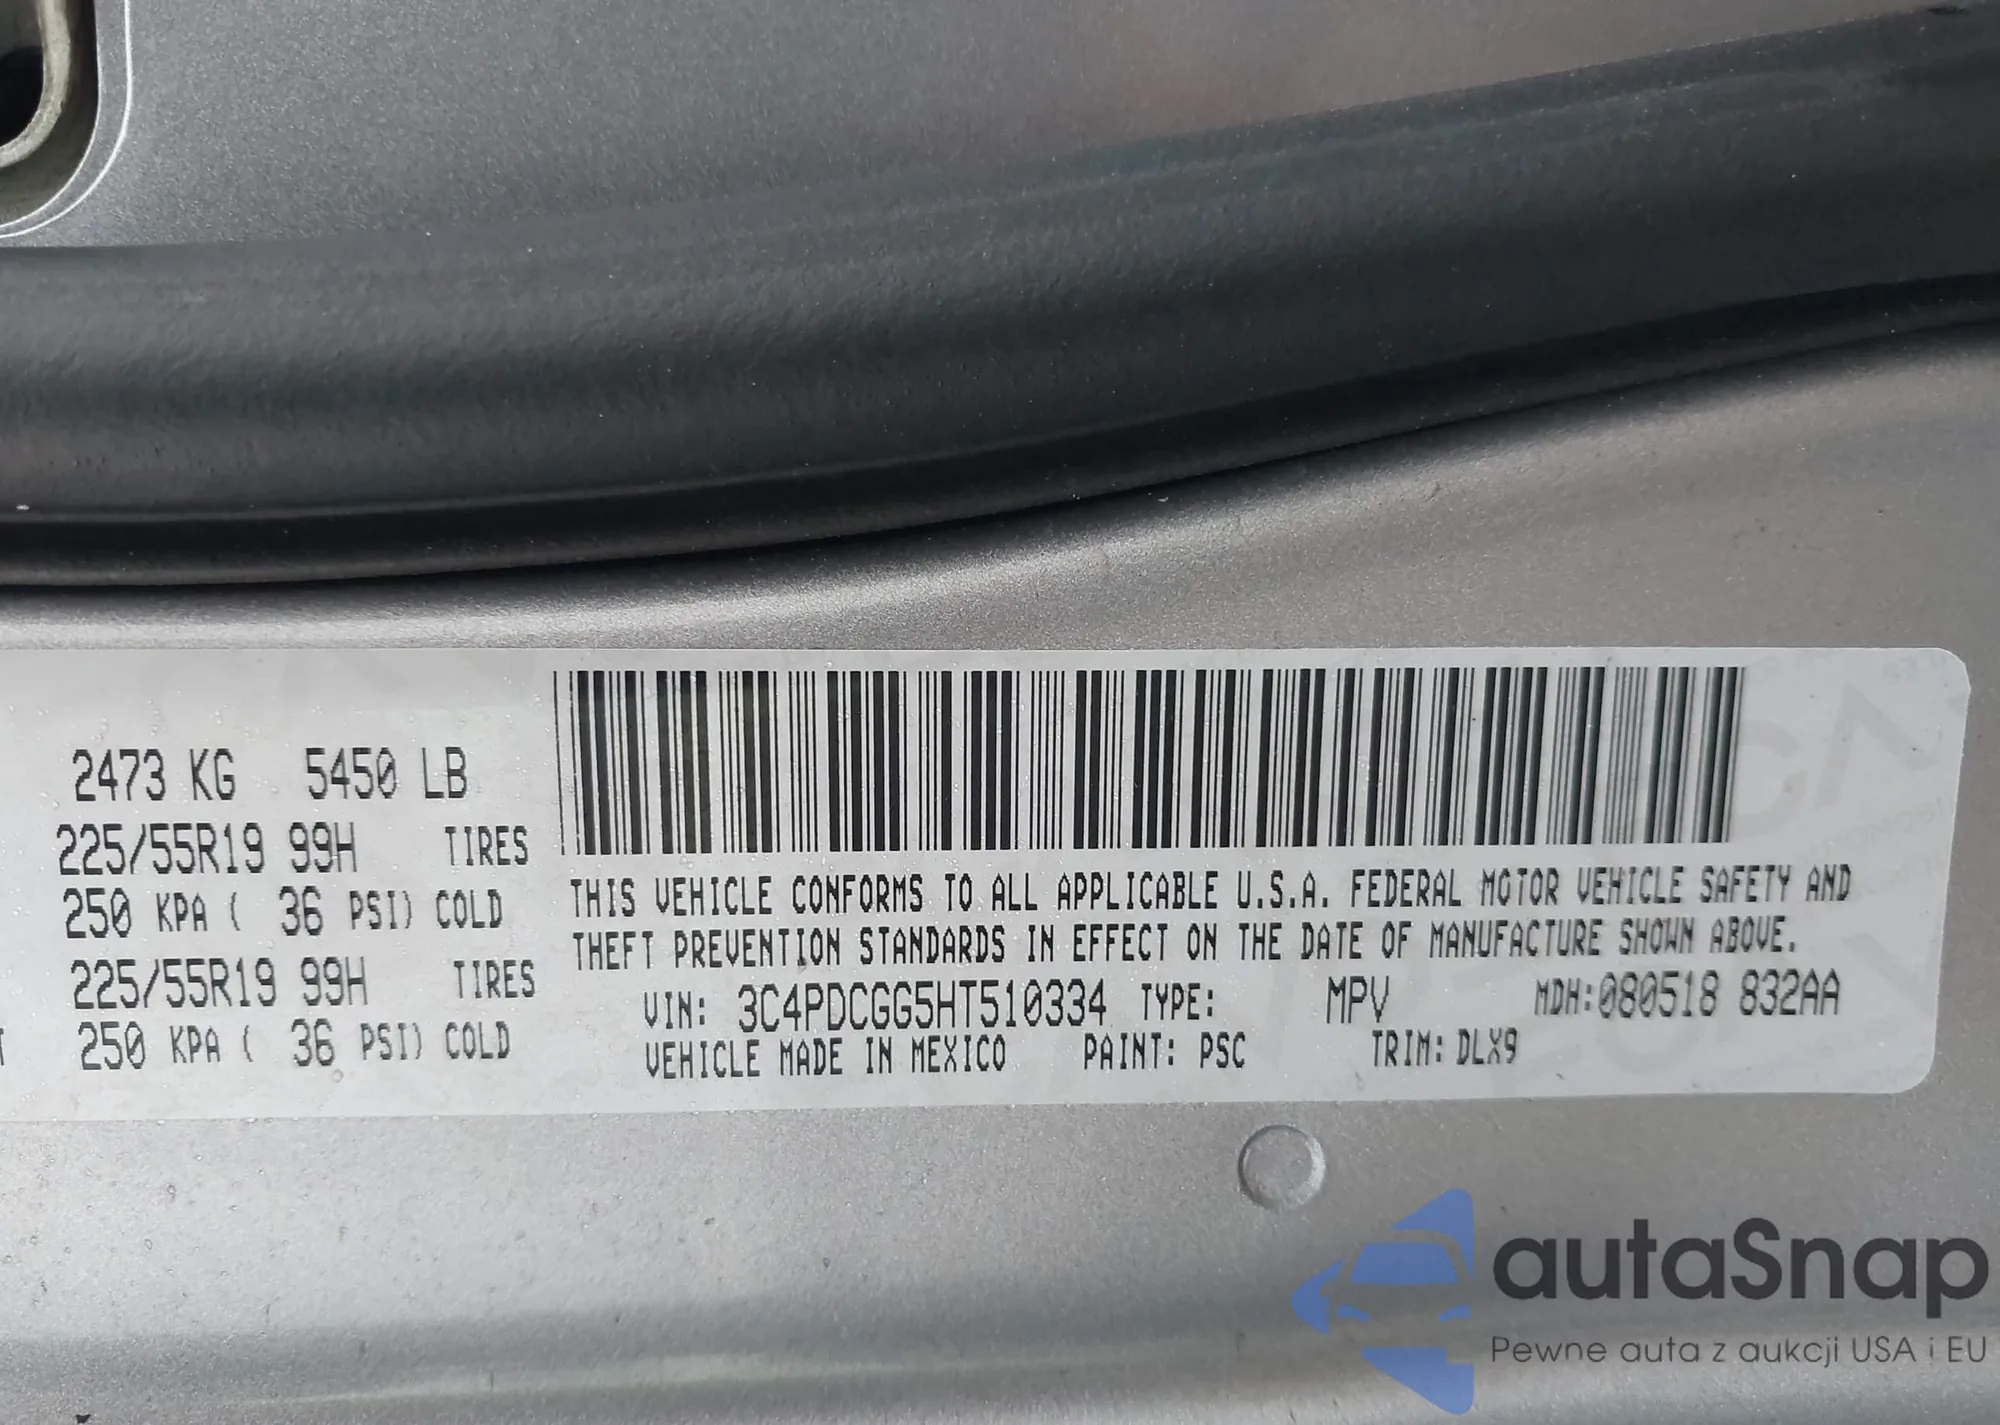 2473 KG 5450 LB
225/55R19 99H TIRES
250 KPA ( 36 PSI) COLD
225/55R19 99H TIRES
250 KPA ( 36 PSI) COLD
THIS VEHICLE CONFORMS TO ALL APPLICABLE U.S.A. FEDERAL MOTOR VEHICLE SAFETY AND
THEFT PREVENTION STANDARDS IN EFFECT ON THE DATE OF MANUFACTURE SHOWN ABOVE.
VIN: 3C4PDCGG5HT510334 TYPE: MPV MDH:080518 832AA
VEHICLE MADE IN MEXICO PAINT: PSC TRIM: DLX9
autaSnap
Pewne auta z aukcji USA i EU